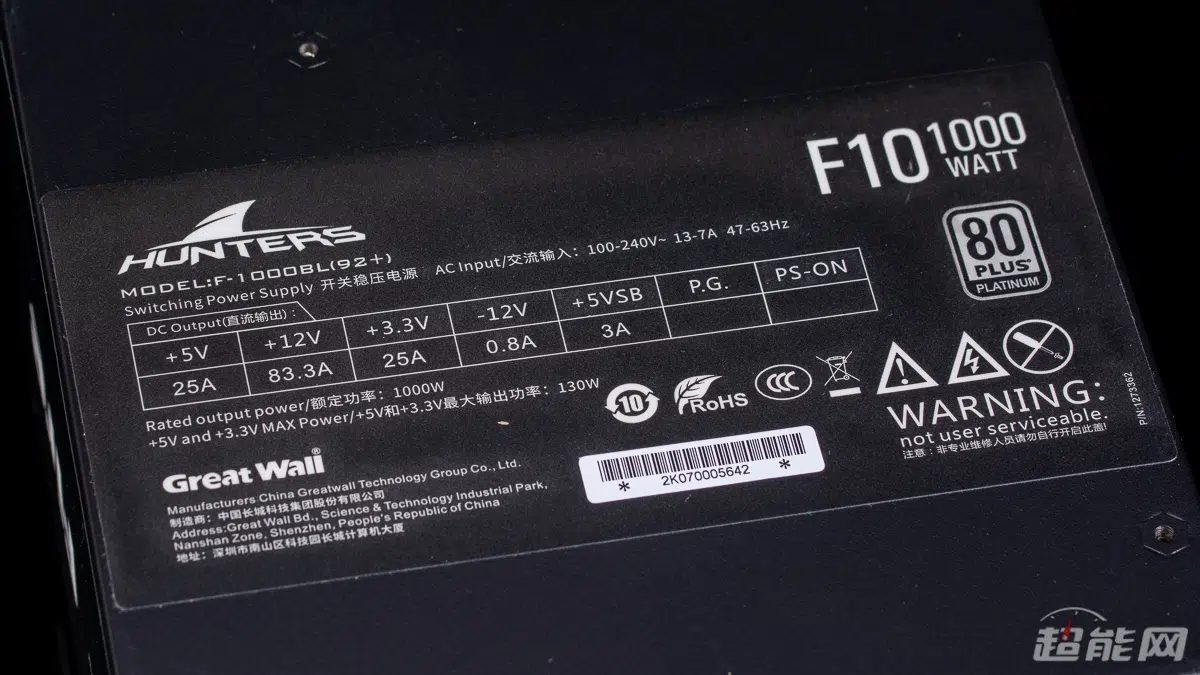 F10 1000
WATT
HUNTERS
MODEL:F-1000BL(92+)
Switching Power Supply 开关稳压电源
AC Input/交流输入：100-240V~ 13-7A 47-63Hz
DC Output(直流输出)：
+5V +12V +3.3V -12V +5VSB P.G. PS-ON
25A 83.3A 25A 0.8A 3A
Rated output power/额定功率：1000W
+5V and +3.3V MAX Power/+5V和+3.3V最大输出功率：130W
80
PLUS®
PLATINUM
10
RoHS
CCC
WARNING:
not user serviceable.
注意：非专业维修人员请勿自行开启此盖!
P/N:1273362
Great Wall®
Manufacturers:China Greatwall Technology Group Co., Ltd.
制造商：中国长城科技集团股份有限公司
Address:Great Wall Bd., Science & Technology Industrial Park,
Nanshan Zone, Shenzhen, People's Republic of China
地址：深圳市南山区科技园长城计算机大厦
* 2K070005642 *
超能网